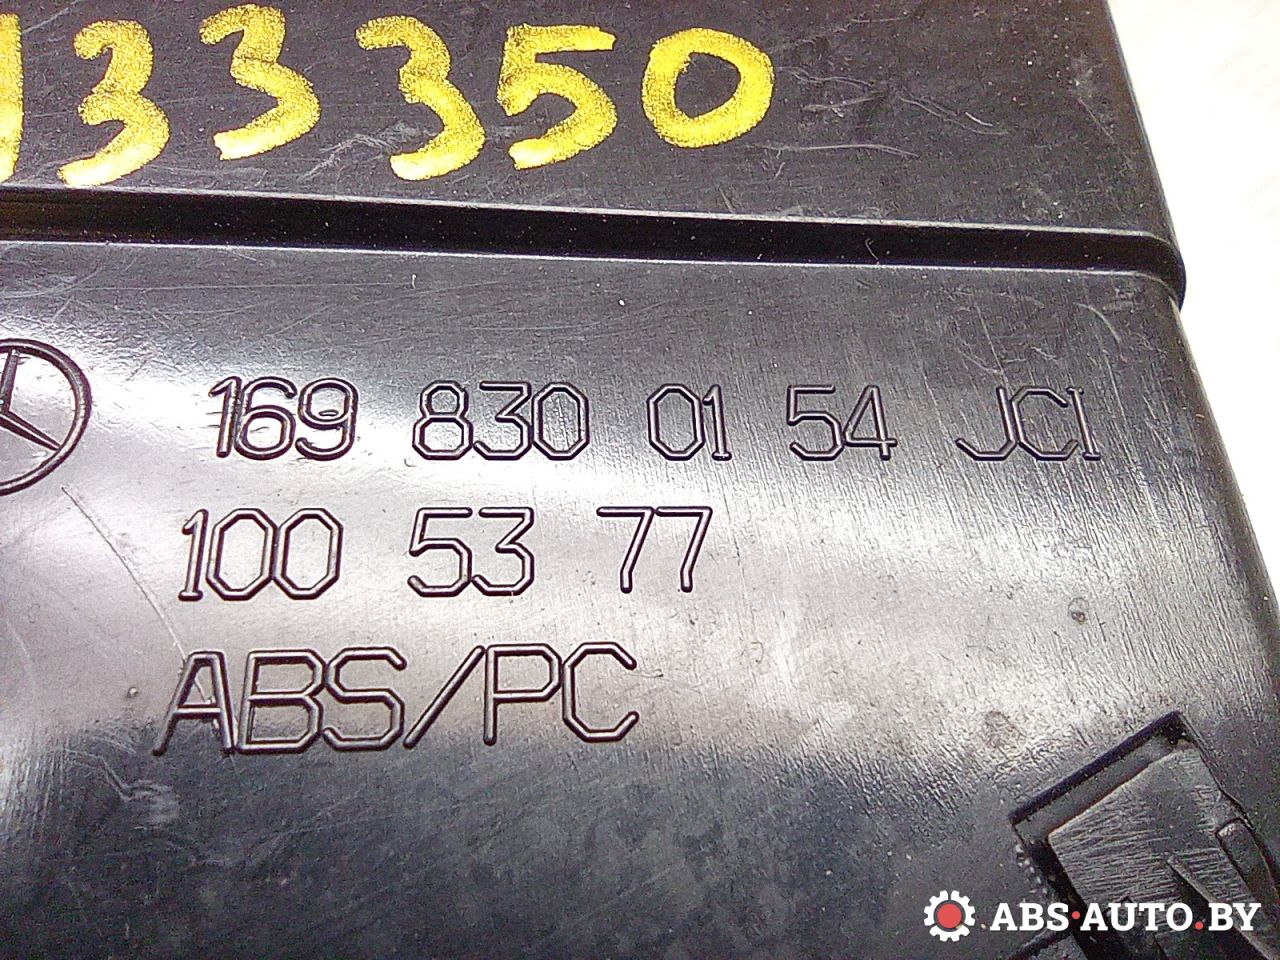 33350
169 830 01 54 JCI
100 53 77
ABS/PC
ABS·AUTO.BY